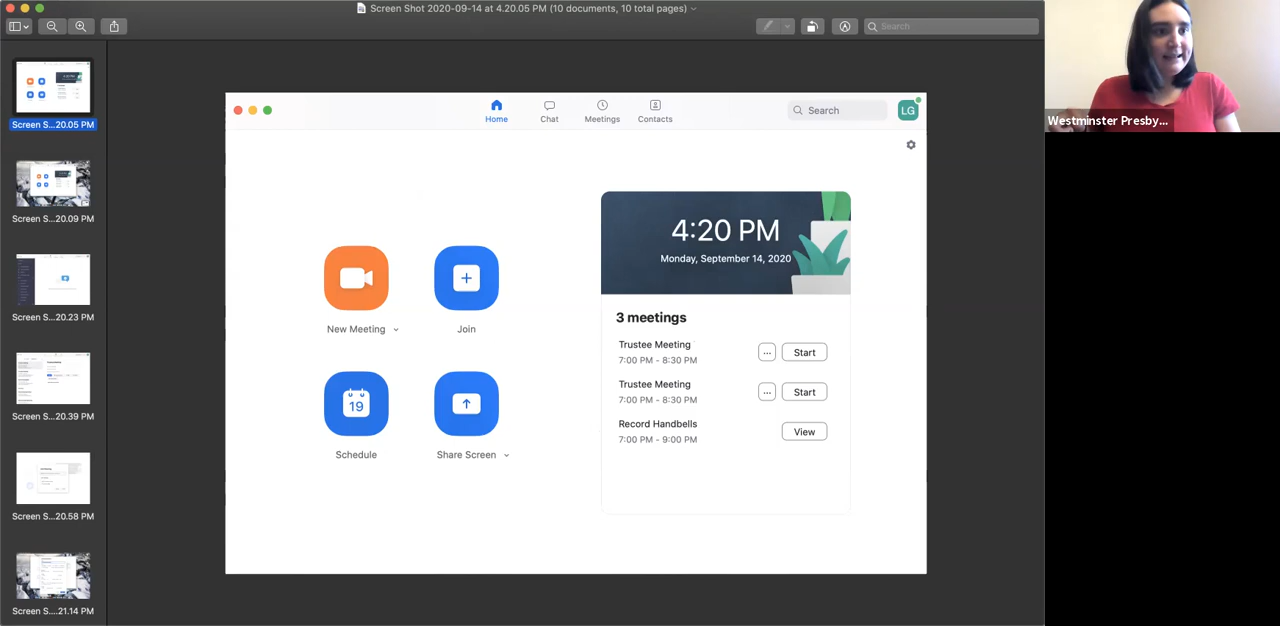 Screen Shot 2020-09-14 at 4.20.05 PM (10 documents, 10 total pages)
Search
Screen S...20.05 PM
Screen S...20.09 PM
Screen S...20.23 PM
Screen S...20.39 PM
Screen S...20.58 PM
Screen S....21.14 PM
Home
Chat
Meetings
Contacts
Search
LG
New Meeting
Join
19
Schedule
Share Screen
4:20 PM
Monday, September 14, 2020
3 meetings
Trustee Meeting
7:00 PM - 8:30 PM
... Start
Trustee Meeting
7:00 PM - 8:30 PM
... Start
Record Handbells
7:00 PM - 9:00 PM
View
Westminster Presby...